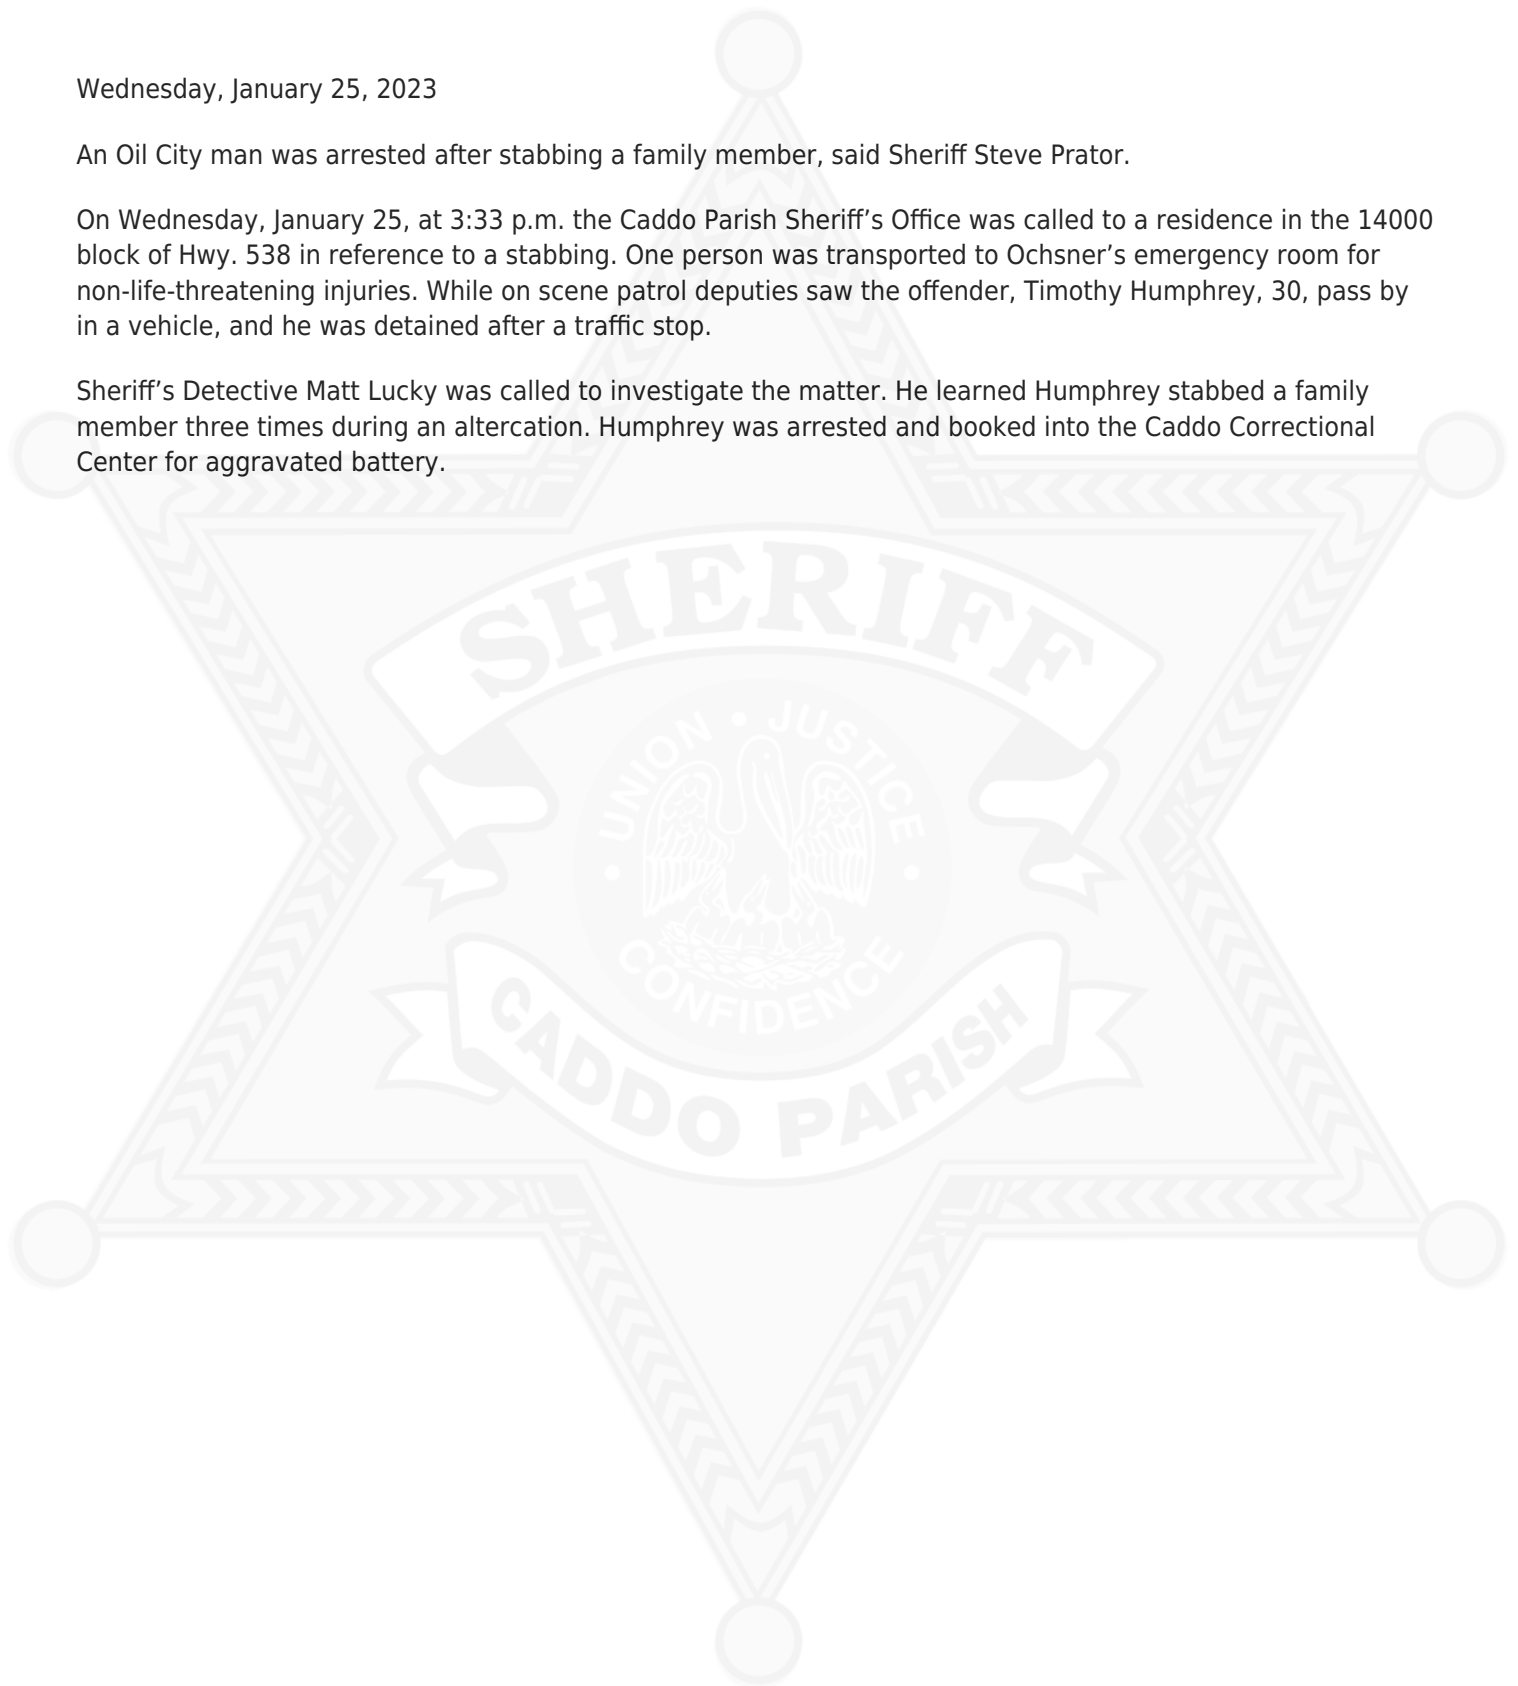 Wednesday, January 25, 2023
An Oil City man was arrested after stabbing a family member, said Sheriff Steve Prator.
On Wednesday, January 25, at 3:33 p.m. the Caddo Parish Sheriff’s Office was called to a residence in the 14000
block of Hwy. 538 in reference to a stabbing. One person was transported to Ochsner’s emergency room for
non-life-threatening injuries. While on scene patrol deputies saw the offender, Timothy Humphrey, 30, pass by
in a vehicle, and he was detained after a traffic stop.
Sheriff’s Detective Matt Lucky was called to investigate the matter. He learned Humphrey stabbed a family
member three times during an altercation. Humphrey was arrested and booked into the Caddo Correctional
Center for aggravated battery.
SHERIFF
UNION • JUSTICE
• CONFIDENCE •
CADDO PARISH